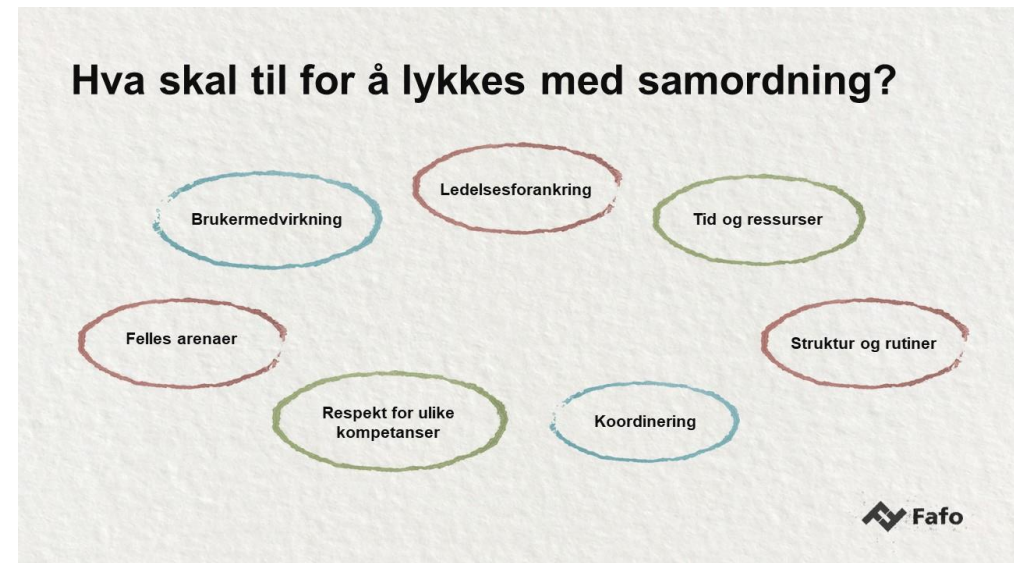 Hva skal til for å lykkes med samordning?
Ledelsesforankring
Brukermedvirkning
Tid og ressurser
Felles arenaer
Struktur og rutiner
Respekt for ulike
kompetanser
Koordinering
Fafo